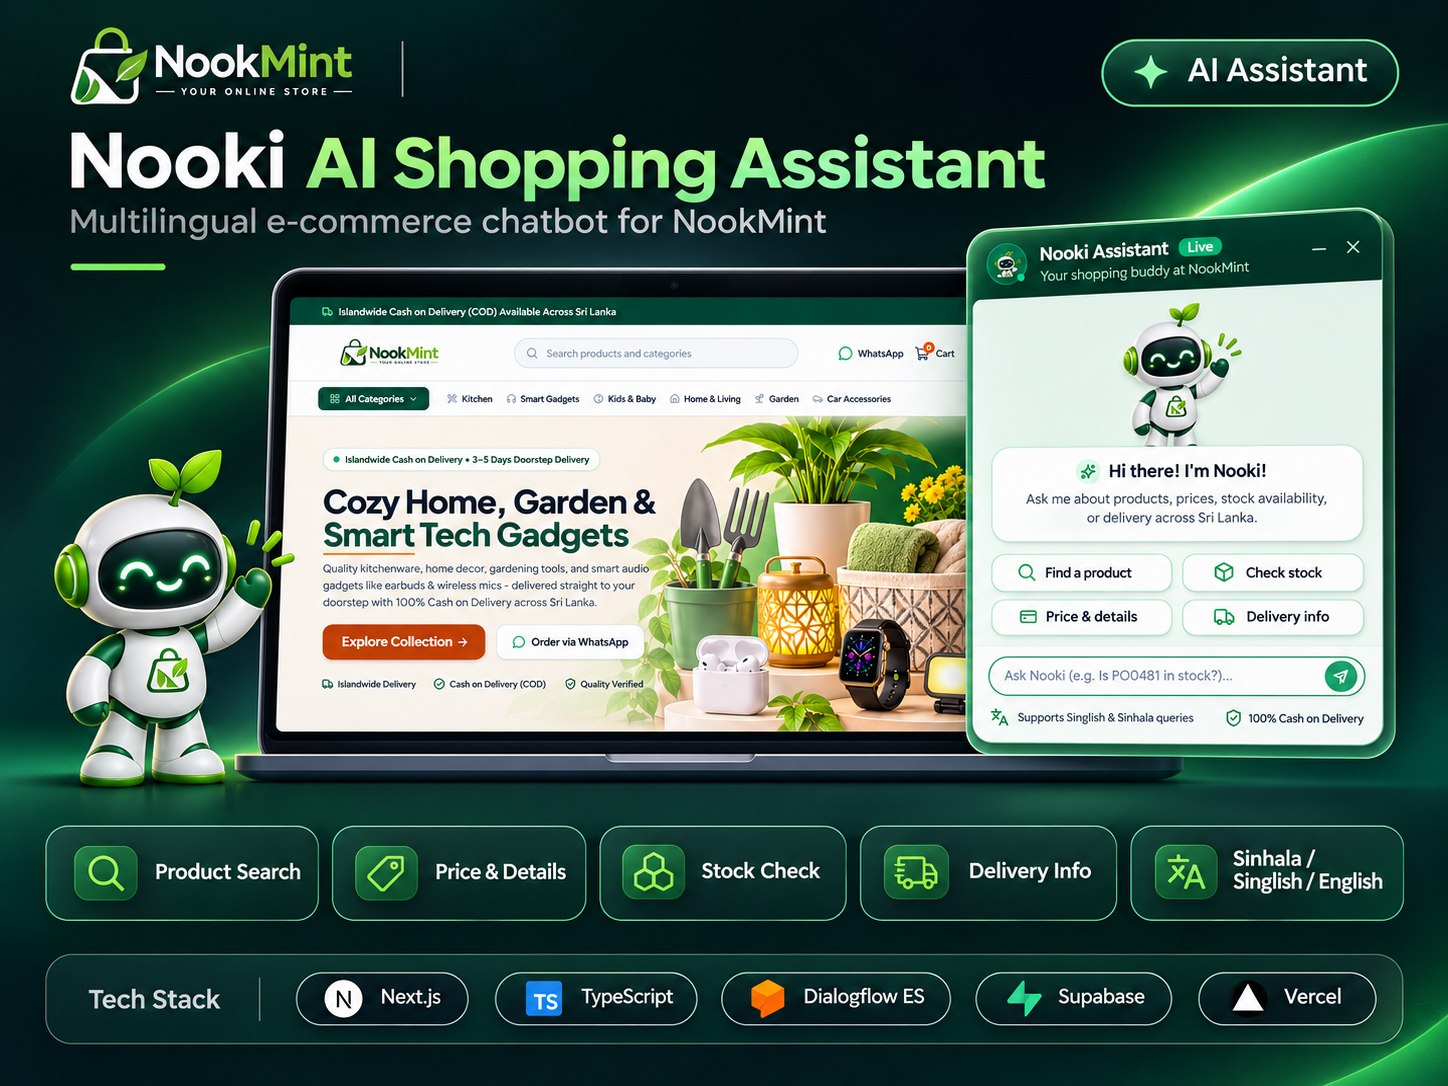 NookMint
YOUR ONLINE STORE
AI Assistant
Nooki AI Shopping Assistant
Multilingual e-commerce chatbot for NookMint
Islandwide Cash on Delivery (COD) Available Across Sri Lanka
NookMint
YOUR ONLINE STORE
Search products and categories
WhatsApp
0
Cart
All Categories
Kitchen
Smart Gadgets
Kids & Baby
Home & Living
Garden
Car Accessories
Islandwide Cash on Delivery • 3–5 Days Doorstep Delivery
Cozy Home, Garden &
Smart Tech Gadgets
Quality kitchenware, home decor, gardening tools, and smart audio
gadgets like earbuds & wireless mics - delivered straight to your
doorstep with 100% Cash on Delivery across Sri Lanka.
Explore Collection →
Order via WhatsApp
Islandwide Delivery
Cash on Delivery (COD)
Quality Verified
Nooki Assistant
Live
Your shopping buddy at NookMint
Hi there! I'm Nooki!
Ask me about products, prices, stock availability,
or delivery across Sri Lanka.
Find a product
Check stock
Price & details
Delivery info
Ask Nooki (e.g. Is PO0481 in stock?)...
Supports Singlish & Sinhala queries
100% Cash on Delivery
Product Search
Price & Details
Stock Check
Delivery Info
Sinhala /
Singlish / English
Tech Stack
N
Next.js
TS
TypeScript
Dialogflow ES
Supabase
Vercel